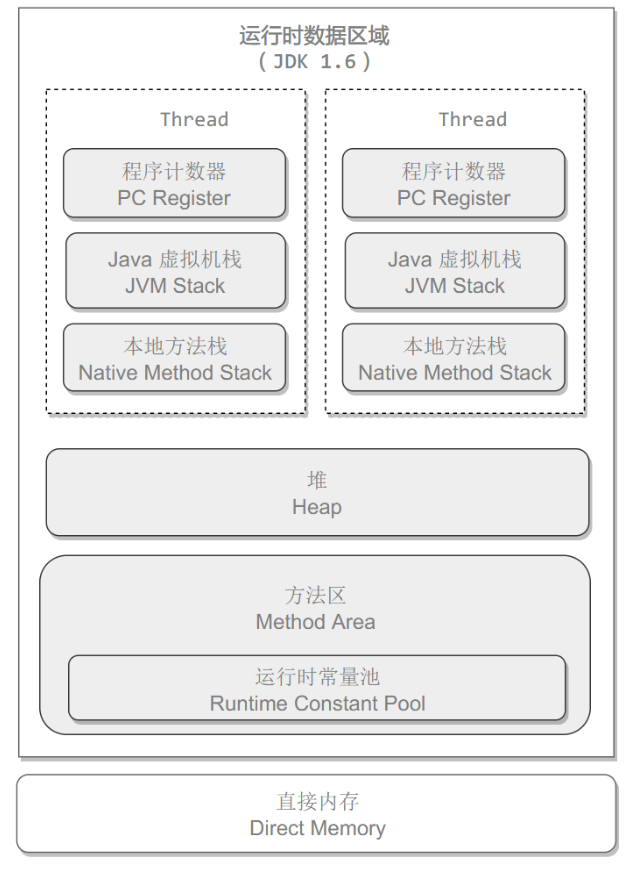 运行时数据区域
( JDK 1.6 )
Thread
程序计数器
PC Register
Java 虚拟机栈
JVM Stack
本地方法栈
Native Method Stack
Thread
程序计数器
PC Register
Java 虚拟机栈
JVM Stack
本地方法栈
Native Method Stack
堆
Heap
方法区
Method Area
运行时常量池
Runtime Constant Pool
直接内存
Direct Memory